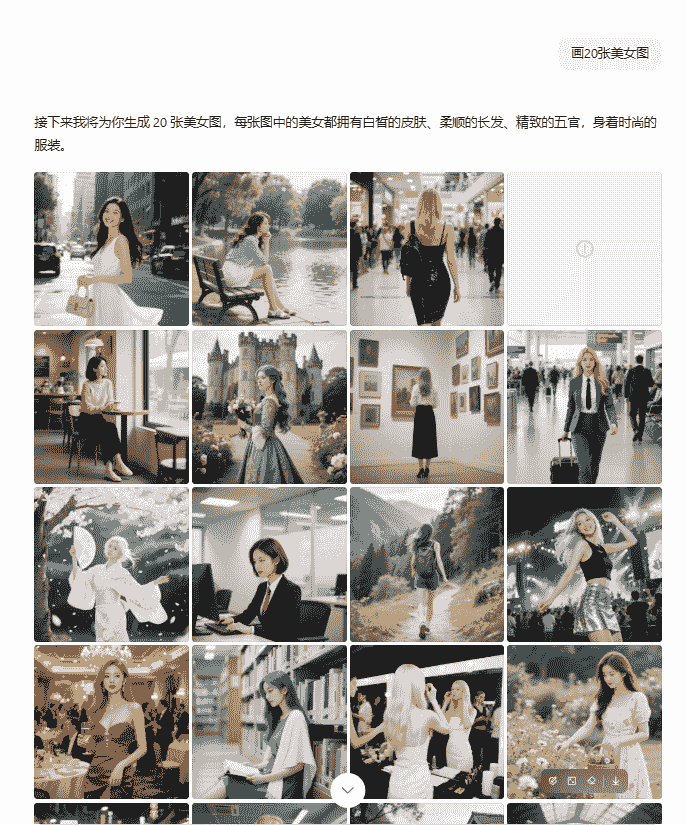 画20张美女图
接下来我将为你生成 20 张美女图，每张图中的美女都拥有白皙的皮肤、柔顺的长发、精致的五官，身着时尚的
服装。